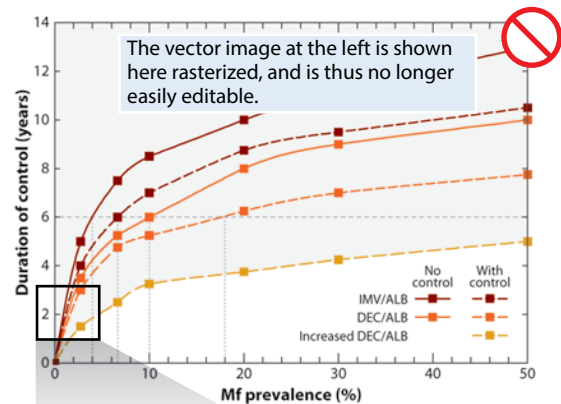 14
The vector image at the left is shown
here rasterized, and is thus no longer
easily editable.
12
10
8
6
4
2
0
Duration of control (years)
No control
With control
IMV/ALB
DEC/ALB
Increased DEC/ALB
0
10
20
30
40
50
Mf prevalence (%)